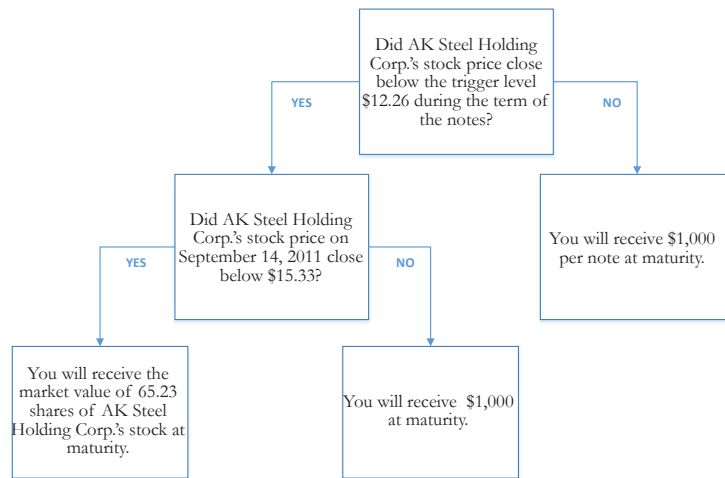 Did AK Steel Holding
Corp.'s stock price close
below the trigger level
$12.26 during the term of
the notes?
YES
NO
Did AK Steel Holding
Corp.'s stock price on
September 14, 2011 close
below $15.33?
You will receive $1,000
per note at maturity.
YES
NO
You will receive the
market value of 65.23
shares of AK Steel
Holding Corp.'s stock at
maturity.
You will receive $1,000
at maturity.